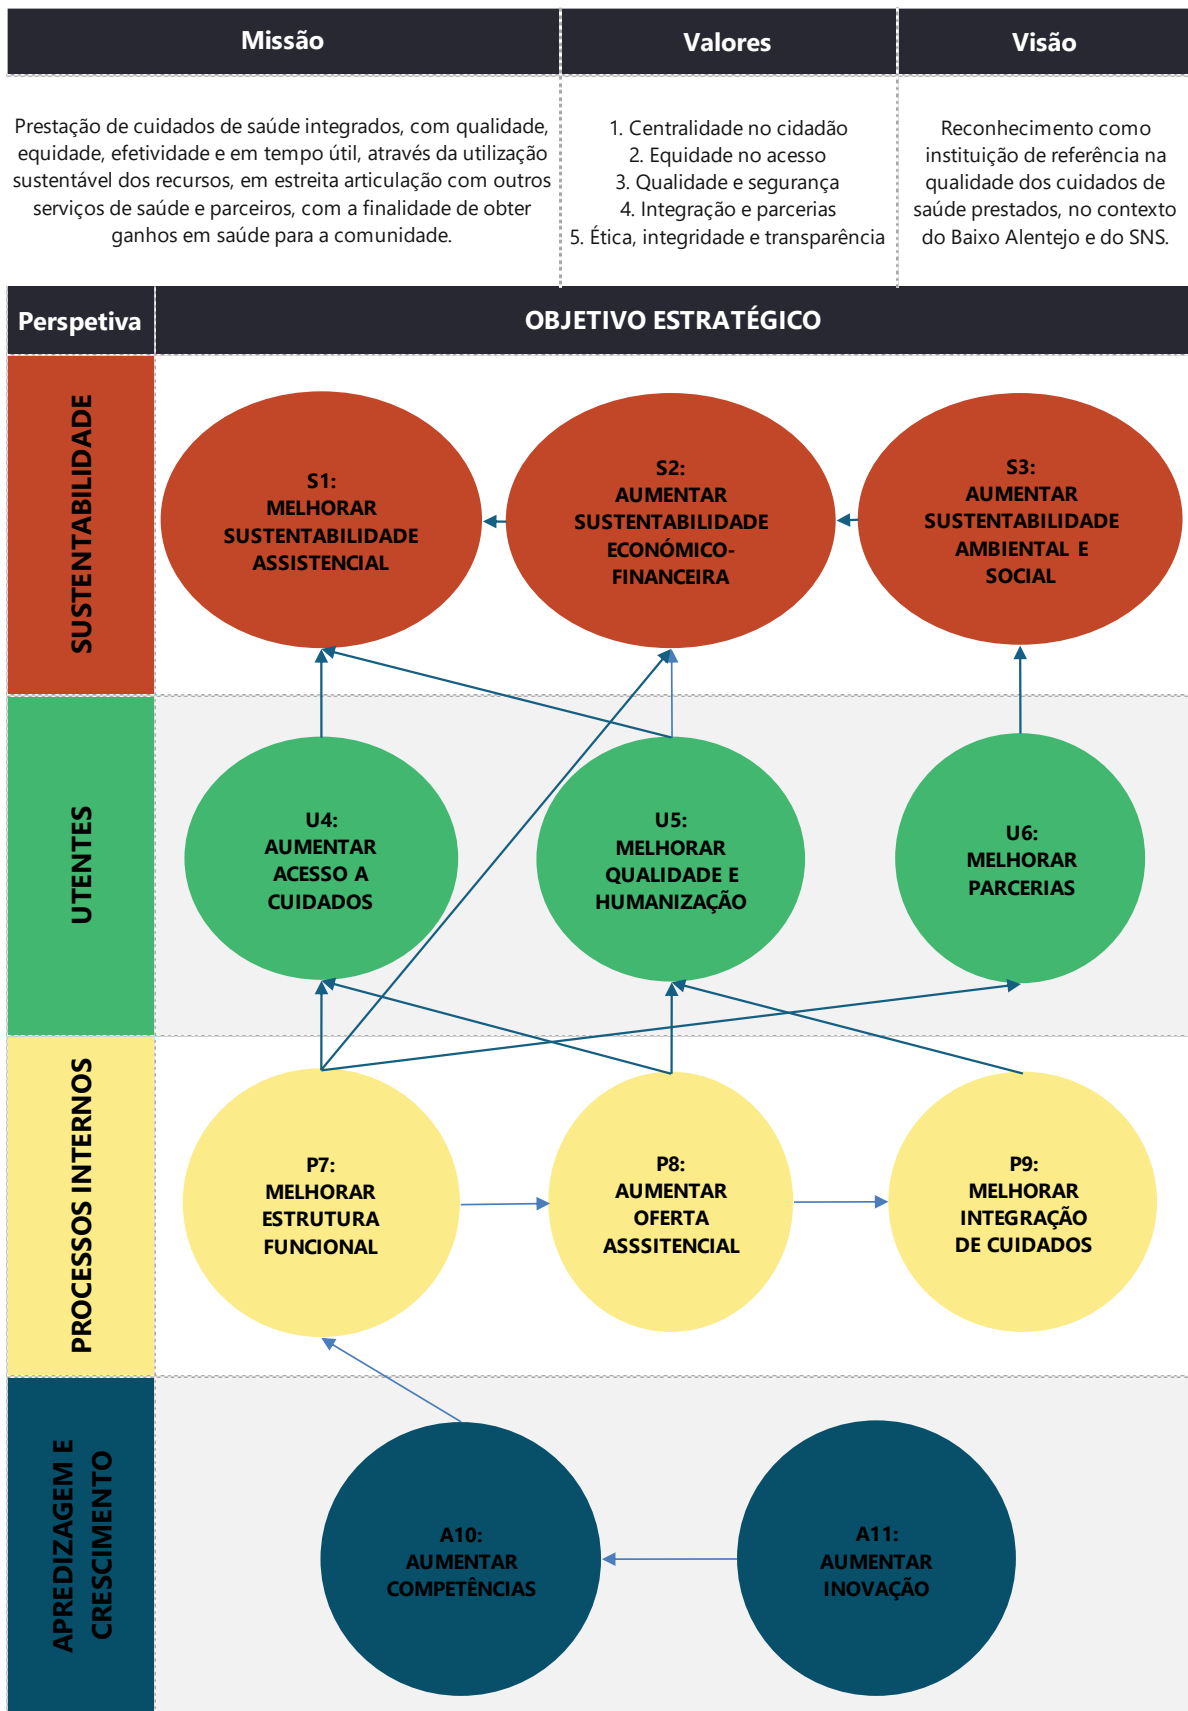 Missão
Valores
Visão
Prestação de cuidados de saúde integrados, com qualidade,
equidade, efetividade e em tempo útil, através da utilização
sustentável dos recursos, em estreita articulação com outros
serviços de saúde e parceiros, com a finalidade de obter
ganhos em saúde para a comunidade.
1. Centralidade no cidadão
2. Equidade no acesso
3. Qualidade e segurança
4. Integração e parcerias
5. Ética, integridade e transparência
Reconhecimento como
instituição de referência na
qualidade dos cuidados de
saúde prestados, no contexto
do Baixo Alentejo e do SNS.
Perspetiva
OBJETIVO ESTRATÉGICO
SUSTENTABILIDADE
S1:
MELHORAR
SUSTENTABILIDADE
ASSISTENCIAL
S2:
AUMENTAR
SUSTENTABILIDADE
ECONÓMICO-
FINANCEIRA
S3:
AUMENTAR
SUSTENTABILIDADE
AMBIENTAL E
SOCIAL
UTENTES
U4:
AUMENTAR
ACESSO A
CUIDADOS
U5:
MELHORAR
QUALIDADE E
HUMANIZAÇÃO
U6:
MELHORAR
PARCERIAS
PROCESSOS INTERNOS
P7:
MELHORAR
ESTRUTURA
FUNCIONAL
P8:
AUMENTAR
OFERTA
ASSSITENCIAL
P9:
MELHORAR
INTEGRAÇÃO
DE CUIDADOS
APREDIZAGEM E
CRESCIMENTO
A10:
AUMENTAR
COMPETÊNCIAS
A11:
AUMENTAR
INOVAÇÃO